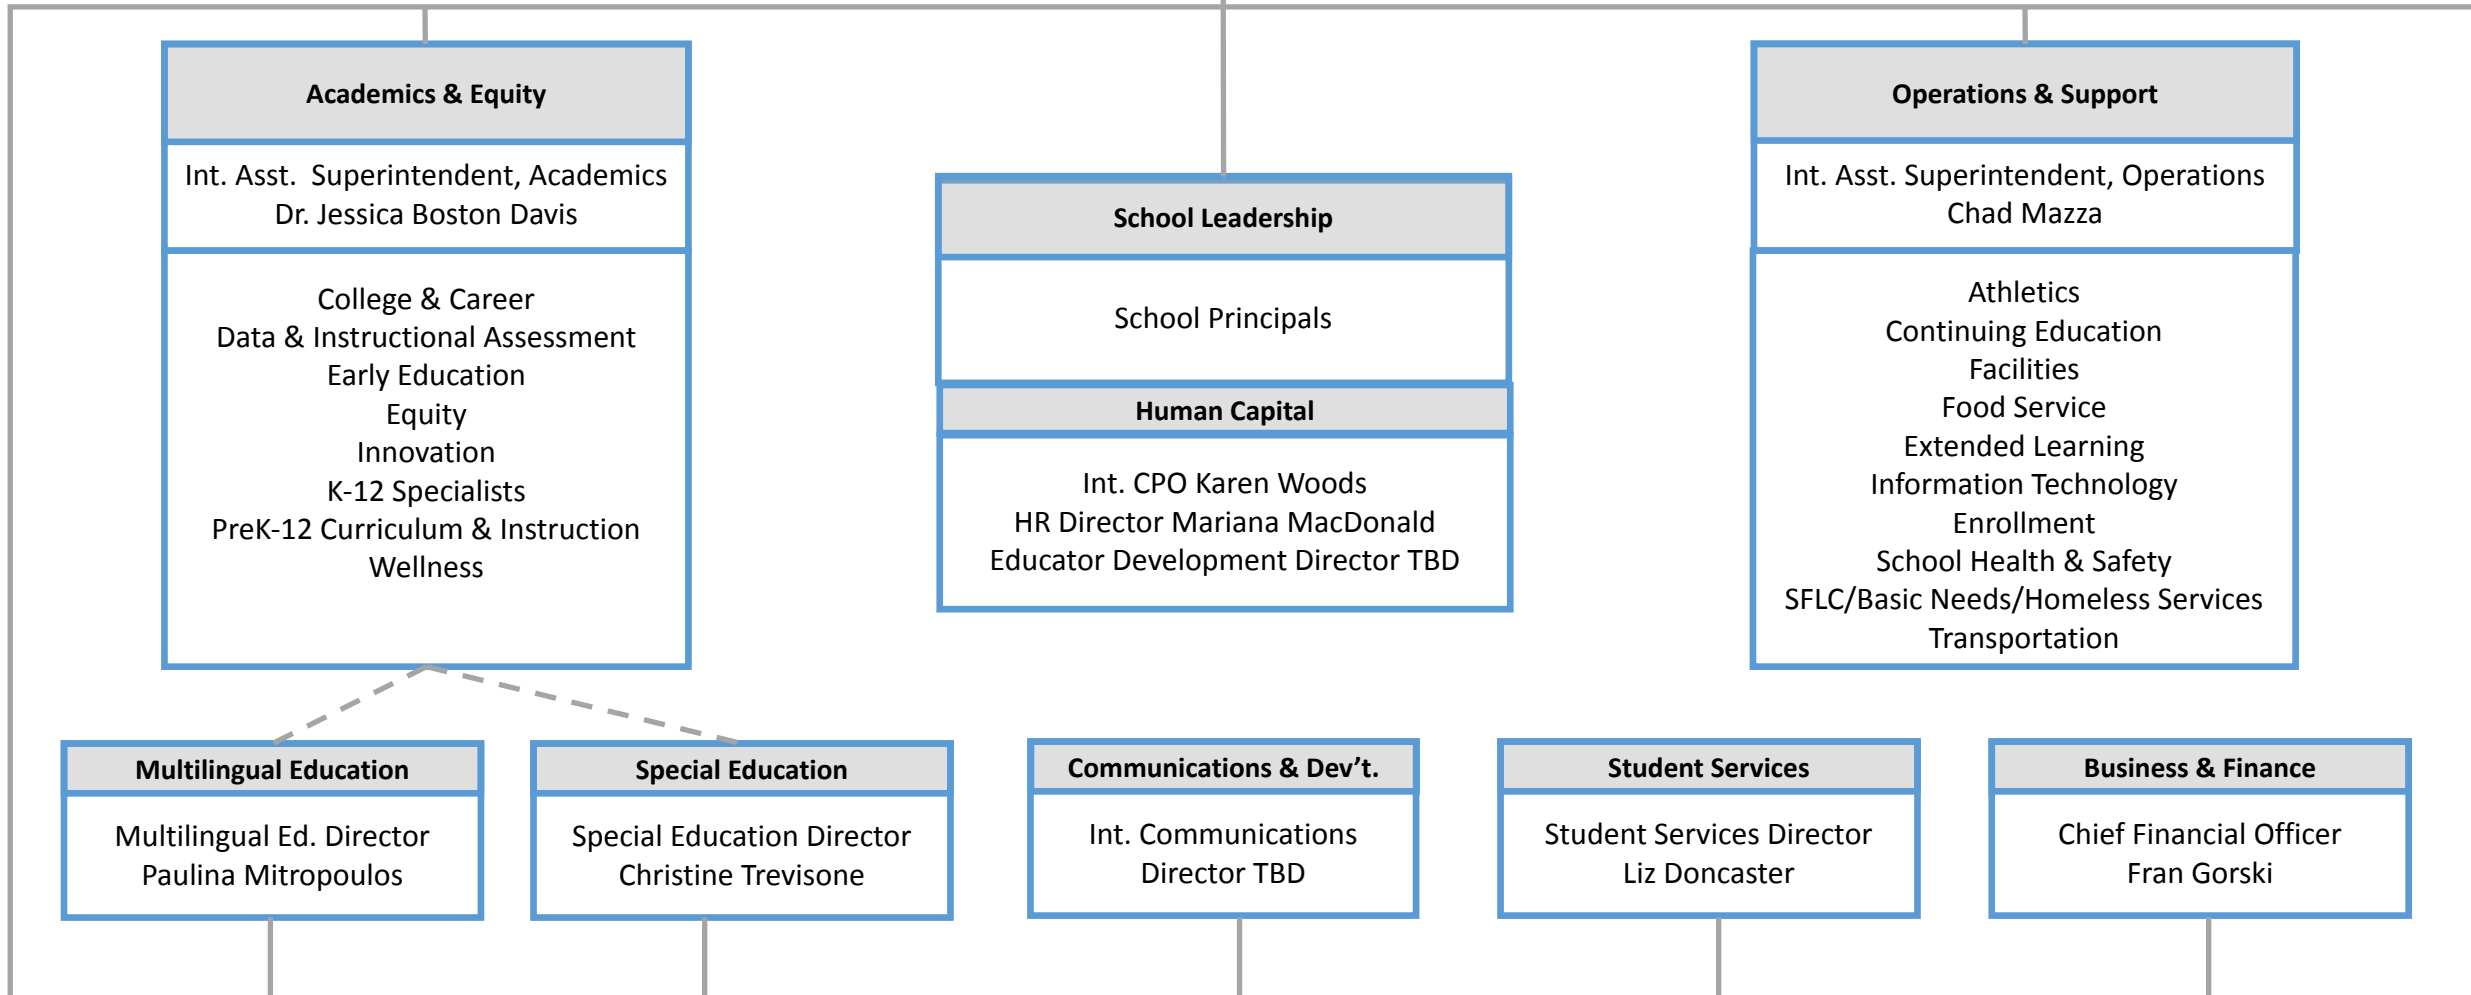 Academics & Equity
Int. Asst.  Superintendent, Academics
Dr. Jessica Boston Davis
College & Career
Data & Instructional Assessment
Early Education
Equity
Innovation
K-12 Specialists
PreK-12 Curriculum & Instruction
Wellness
School Leadership
School Principals
Human Capital
Int. CPO Karen Woods
HR Director Mariana MacDonald
Educator Development Director TBD
Operations & Support
Int. Asst. Superintendent, Operations
Chad Mazza
Athletics
Continuing Education
Facilities
Food Service
Extended Learning
Information Technology
Enrollment
School Health & Safety
SFLC/Basic Needs/Homeless Services
Transportation
Multilingual Education
Multilingual Ed. Director
Paulina Mitropoulos
Special Education
Special Education Director
Christine Trevisone
Communications & Dev’t.
Int. Communications
Director TBD
Student Services
Student Services Director
Liz Doncaster
Business & Finance
Chief Financial Officer
Fran Gorski